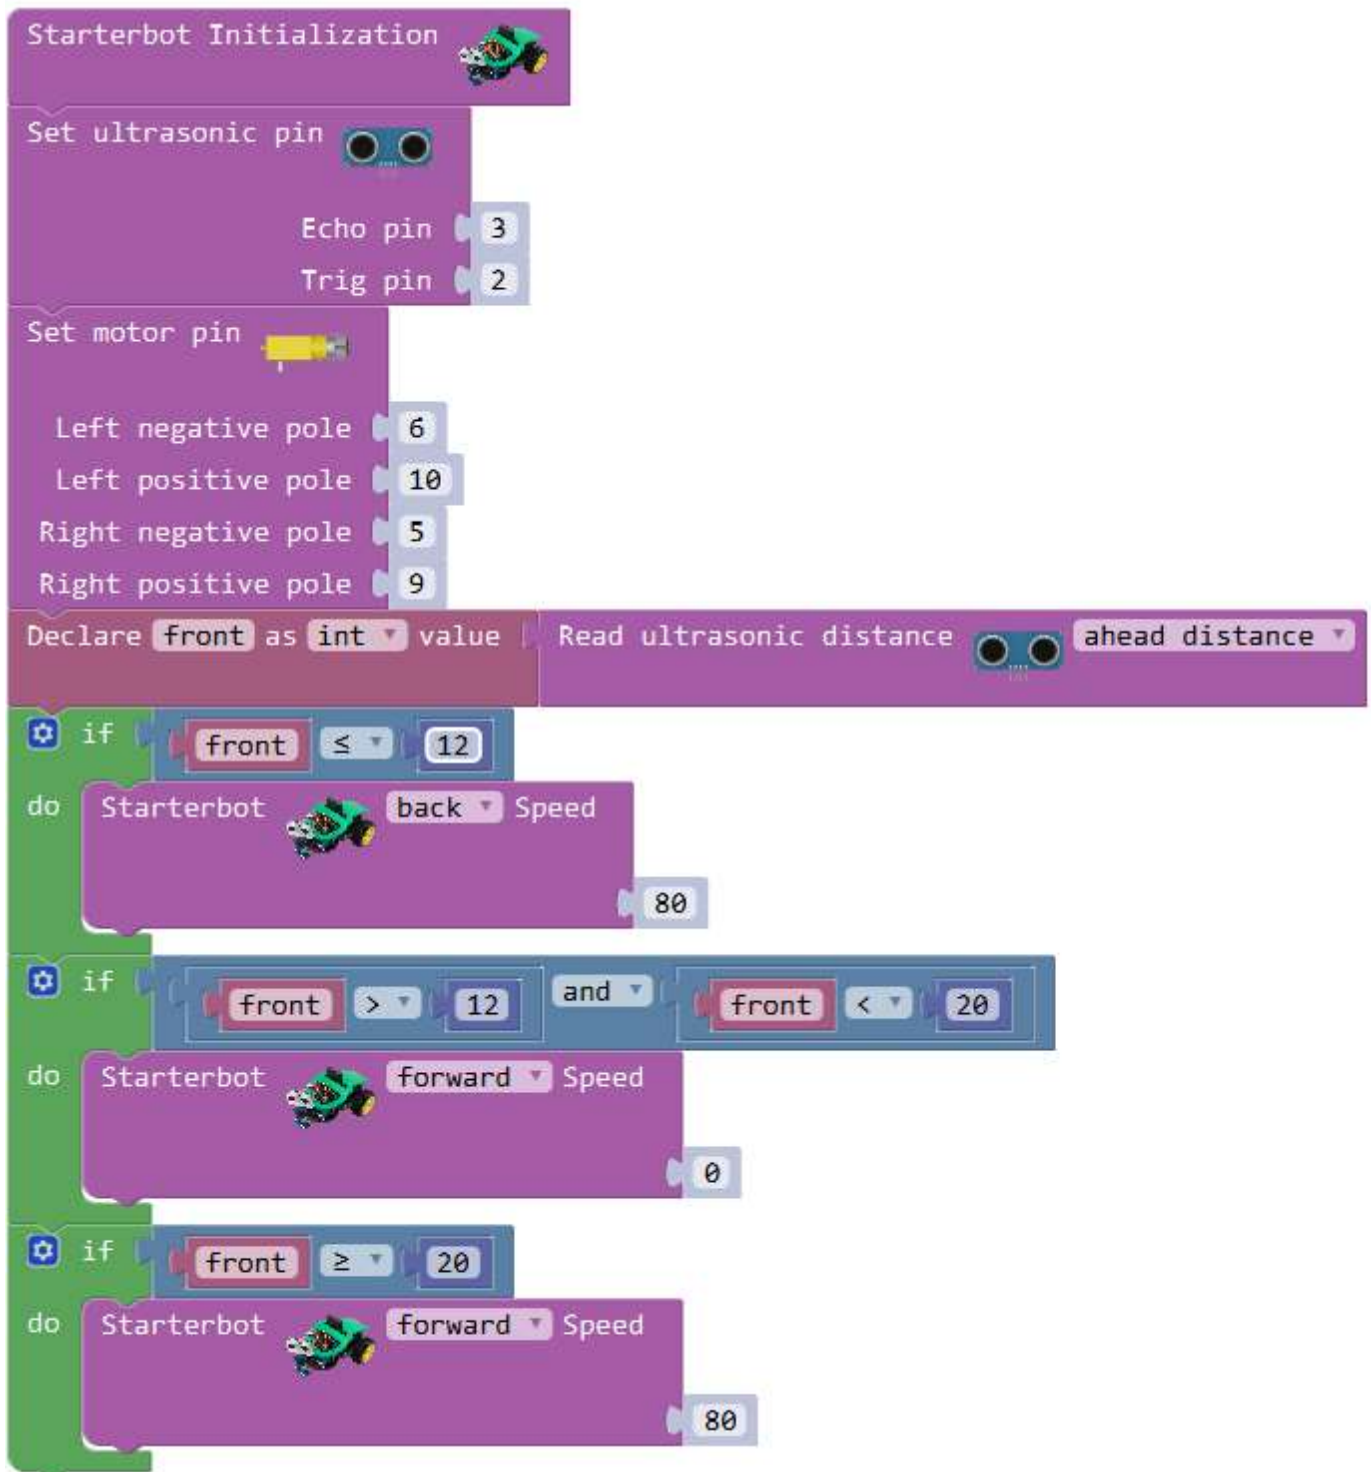 Starterbot Initialization
Set ultrasonic pin
Echo pin 3
Trig pin 2
Set motor pin
Left negative pole 6
Left positive pole 10
Right negative pole 5
Right positive pole 9
Declare front as int value Read ultrasonic distance ahead distance
if front ≤ 12
do Starterbot back Speed
80
if front > 12 and front < 20
do Starterbot forward Speed
0
if front ≥ 20
do Starterbot forward Speed
80